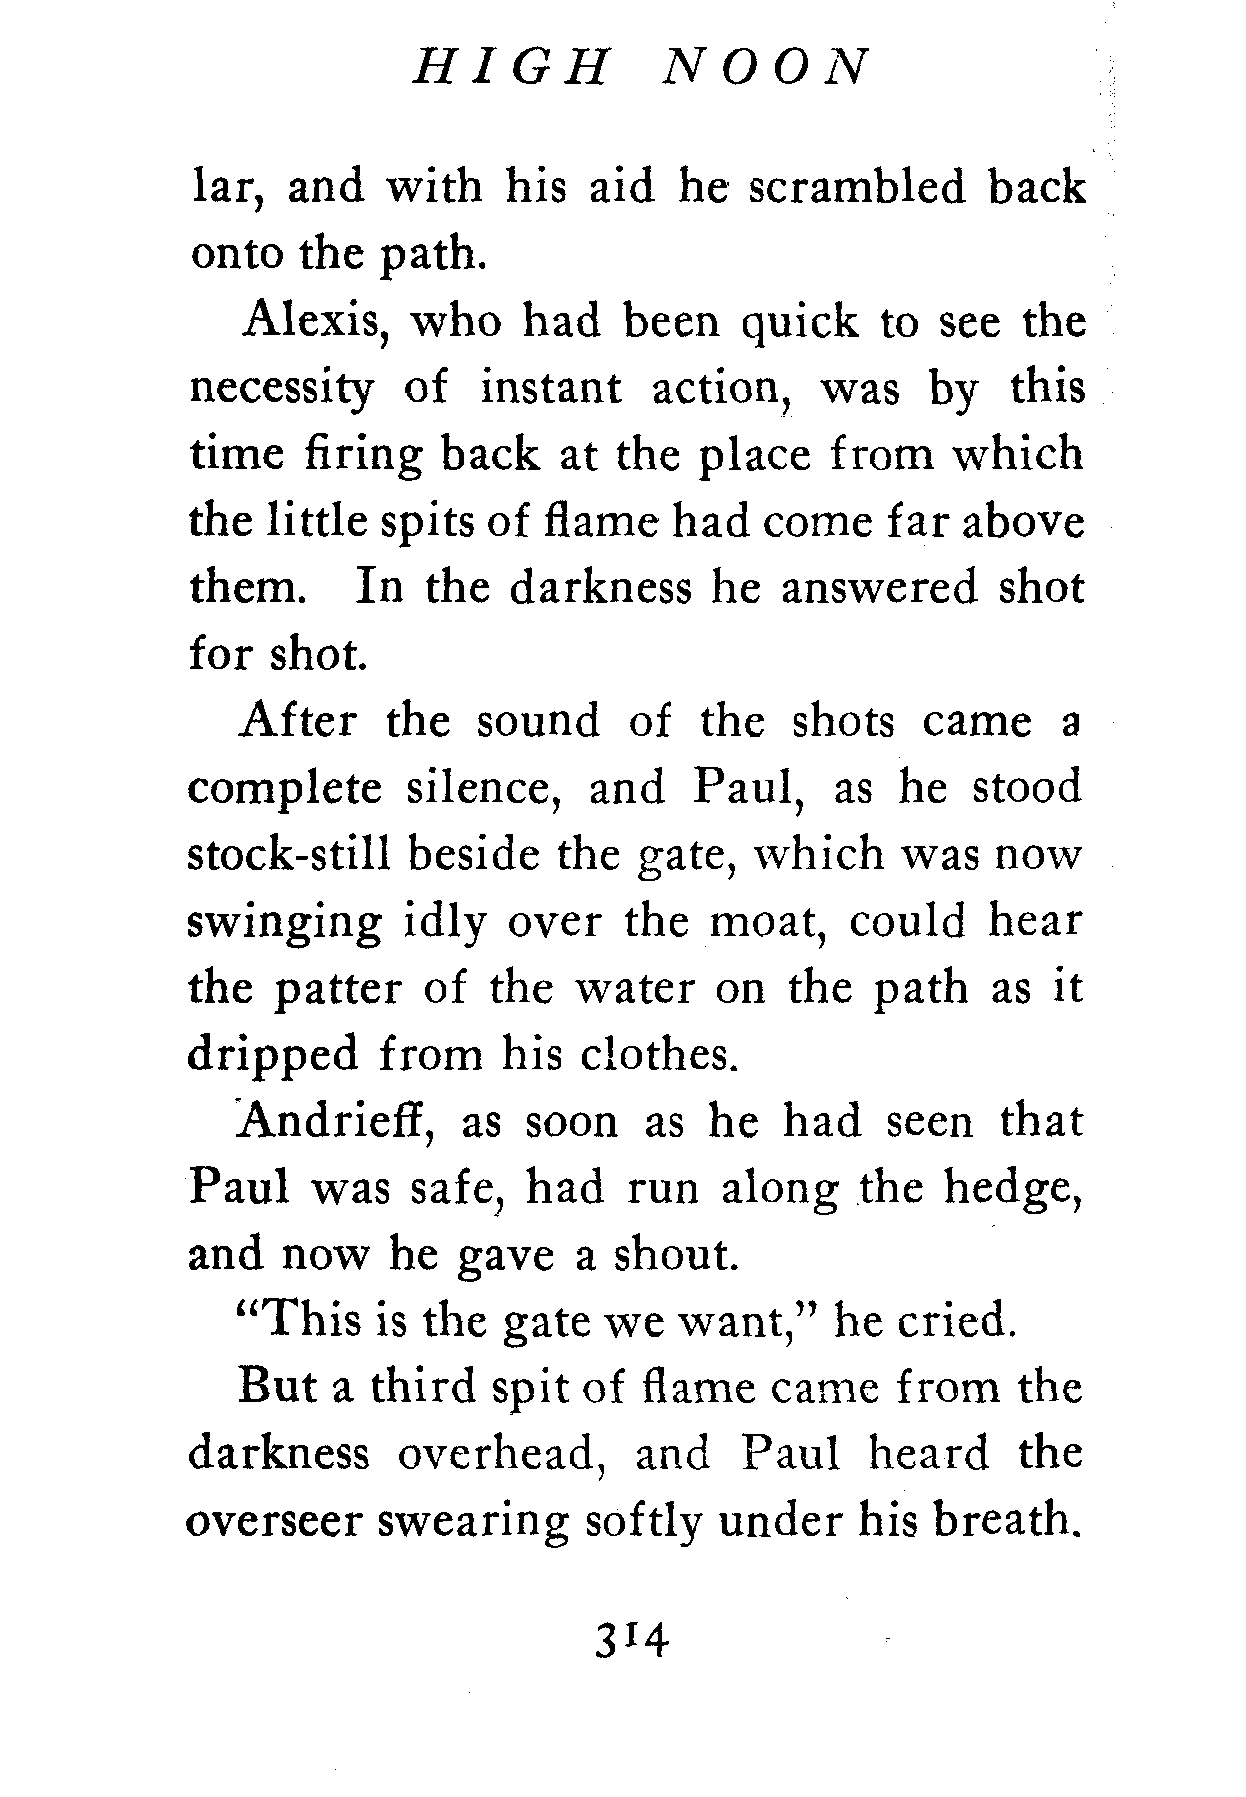 HIGH NOON
lar, and with his aid he scrambled back
onto the path.
Alexis, who had been quick to see the
necessity of instant action, was by this
time firing back at the place from which
the little spits of flame had come far above
them. In the darkness he answered shot
for shot.
After the sound of the shots came a
complete silence, and Paul, as he stood
stock-still beside the gate, which was now
swinging idly over the moat, could hear
the patter of the water on the path as it
dripped from his clothes.
Andrieff, as soon as he had seen that
Paul was safe, had run along the hedge,
and now he gave a shout.
“This is the gate we want,” he cried.
But a third spit of flame came from the
darkness overhead, and Paul heard the
overseer swearing softly under his breath.
314